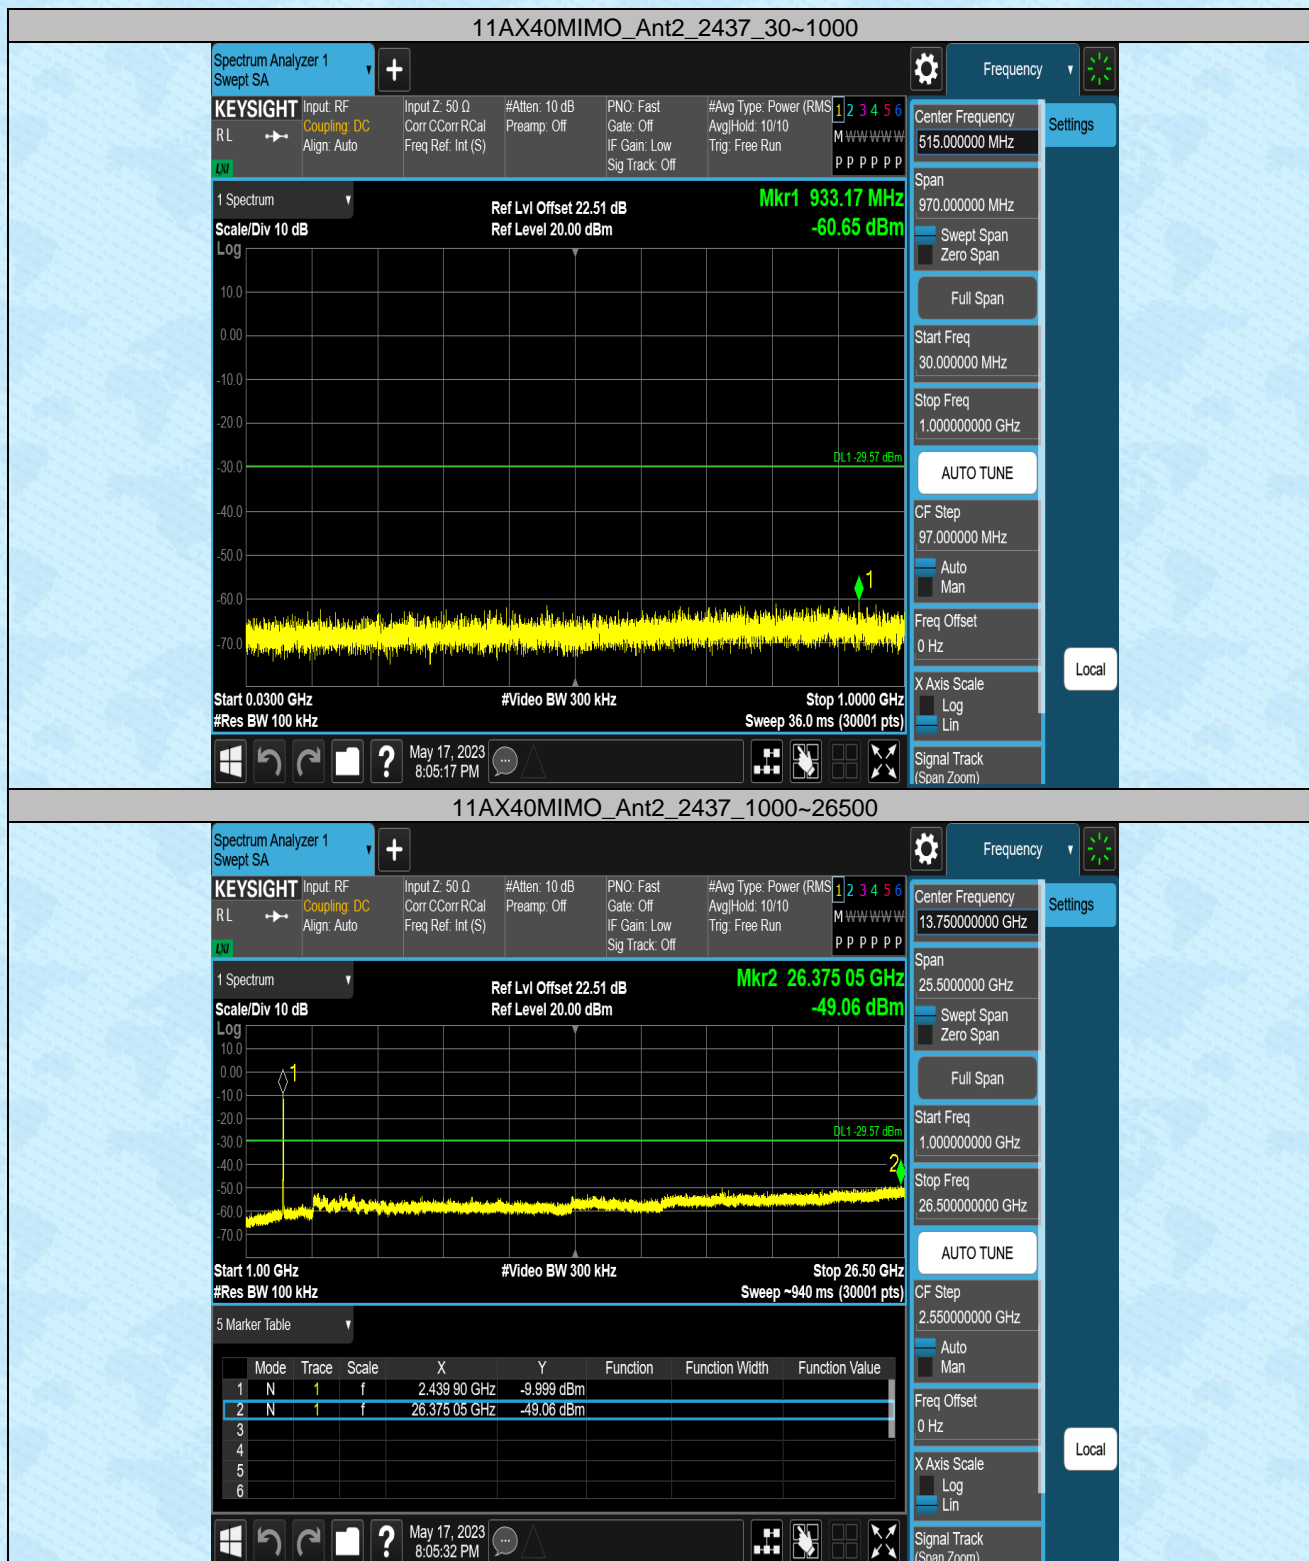 11AX40MIMO_Ant2_2437_30~1000
Spectrum Analyzer 1
Swept SA
+
Frequency
KEYSIGHT
RL
LXI
Input: RF
Coupling: DC
Align: Auto
Input Z: 50 Ω
Corr CCorr RCal
Freq Ref: Int (S)
#Atten: 10 dB
Preamp: Off
PNO: Fast
Gate: Off
IF Gain: Low
Sig Track: Off
#Avg Type: Power (RMS
Avg|Hold: 10/10
Trig: Free Run
1 2 3 4 5 6
M W W W W W
P P P P P P
Center Frequency
515.000000 MHz
Settings
Span
970.000000 MHz
Swept Span
Zero Span
Full Span
Start Freq
30.000000 MHz
Stop Freq
1.000000000 GHz
AUTO TUNE
CF Step
97.000000 MHz
Auto
Man
Freq Offset
0 Hz
X Axis Scale
Log
Lin
Signal Track
(Span Zoom)
Local
1 Spectrum
Scale/Div 10 dB
Log
Ref Lvl Offset 22.51 dB
Ref Level 20.00 dBm
Mkr1 933.17 MHz
-60.65 dBm
10.0
0.00
-10.0
-20.0
-30.0
-40.0
-50.0
-60.0
-70.0
DL1 -29.57 dBm
1
Start 0.0300 GHz
#Video BW 300 kHz
Stop 1.0000 GHz
#Res BW 100 kHz
Sweep 36.0 ms (30001 pts)
?
May 17, 2023
8:05:17 PM
11AX40MIMO_Ant2_2437_1000~26500
Spectrum Analyzer 1
Swept SA
+
Frequency
KEYSIGHT
RL
LXI
Input: RF
Coupling: DC
Align: Auto
Input Z: 50 Ω
Corr CCorr RCal
Freq Ref: Int (S)
#Atten: 10 dB
Preamp: Off
PNO: Fast
Gate: Off
IF Gain: Low
Sig Track: Off
#Avg Type: Power (RMS
Avg|Hold: 10/10
Trig: Free Run
1 2 3 4 5 6
M W W W W W
P P P P P P
Center Frequency
13.750000000 GHz
Settings
Span
25.5000000 GHz
Swept Span
Zero Span
Full Span
Start Freq
1.000000000 GHz
Stop Freq
26.500000000 GHz
AUTO TUNE
CF Step
2.550000000 GHz
Auto
Man
Freq Offset
0 Hz
X Axis Scale
Log
Lin
Signal Track
(Span Zoom)
Local
1 Spectrum
Scale/Div 10 dB
Log
Ref Lvl Offset 22.51 dB
Ref Level 20.00 dBm
Mkr2 26.375 05 GHz
-49.06 dBm
10.0
0.00
-10.0
-20.0
-30.0
-40.0
-50.0
-60.0
-70.0
1
DL1 -29.57 dBm
2
Start 1.00 GHz
#Video BW 300 kHz
Stop 26.50 GHz
#Res BW 100 kHz
Sweep ~940 ms (30001 pts)
5 Marker Table
Mode Trace Scale X Y Function Function Width Function Value
1 N 1 f 2.439 90 GHz -9.999 dBm
2 N 1 f 26.375 05 GHz -49.06 dBm
3
4
5
6
?
May 17, 2023
8:05:32 PM